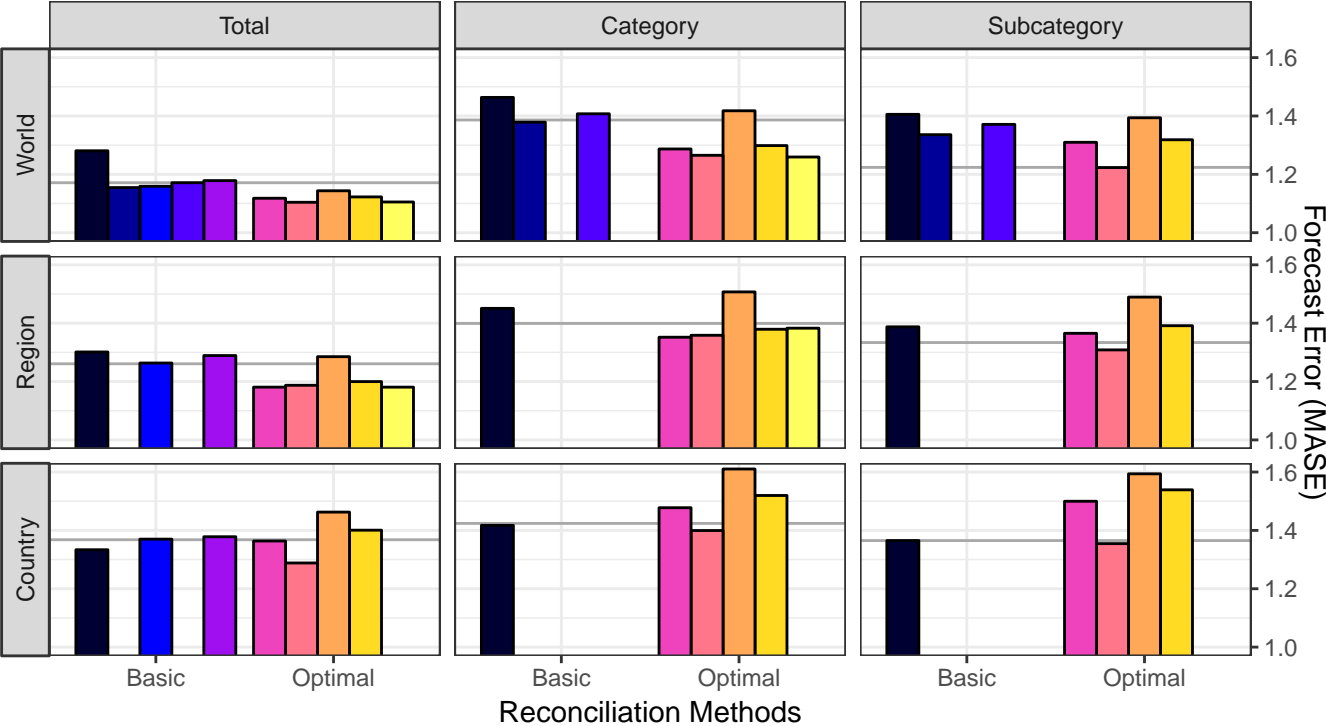 Total
Category
Subcategory
World
1.6
1.4
1.2
1.0
Region
1.6
1.4
1.2
1.0
Country
1.6
1.4
1.2
1.0
Forecast Error (MASE)
Basic
Optimal
Basic
Optimal
Basic
Optimal
Reconciliation Methods